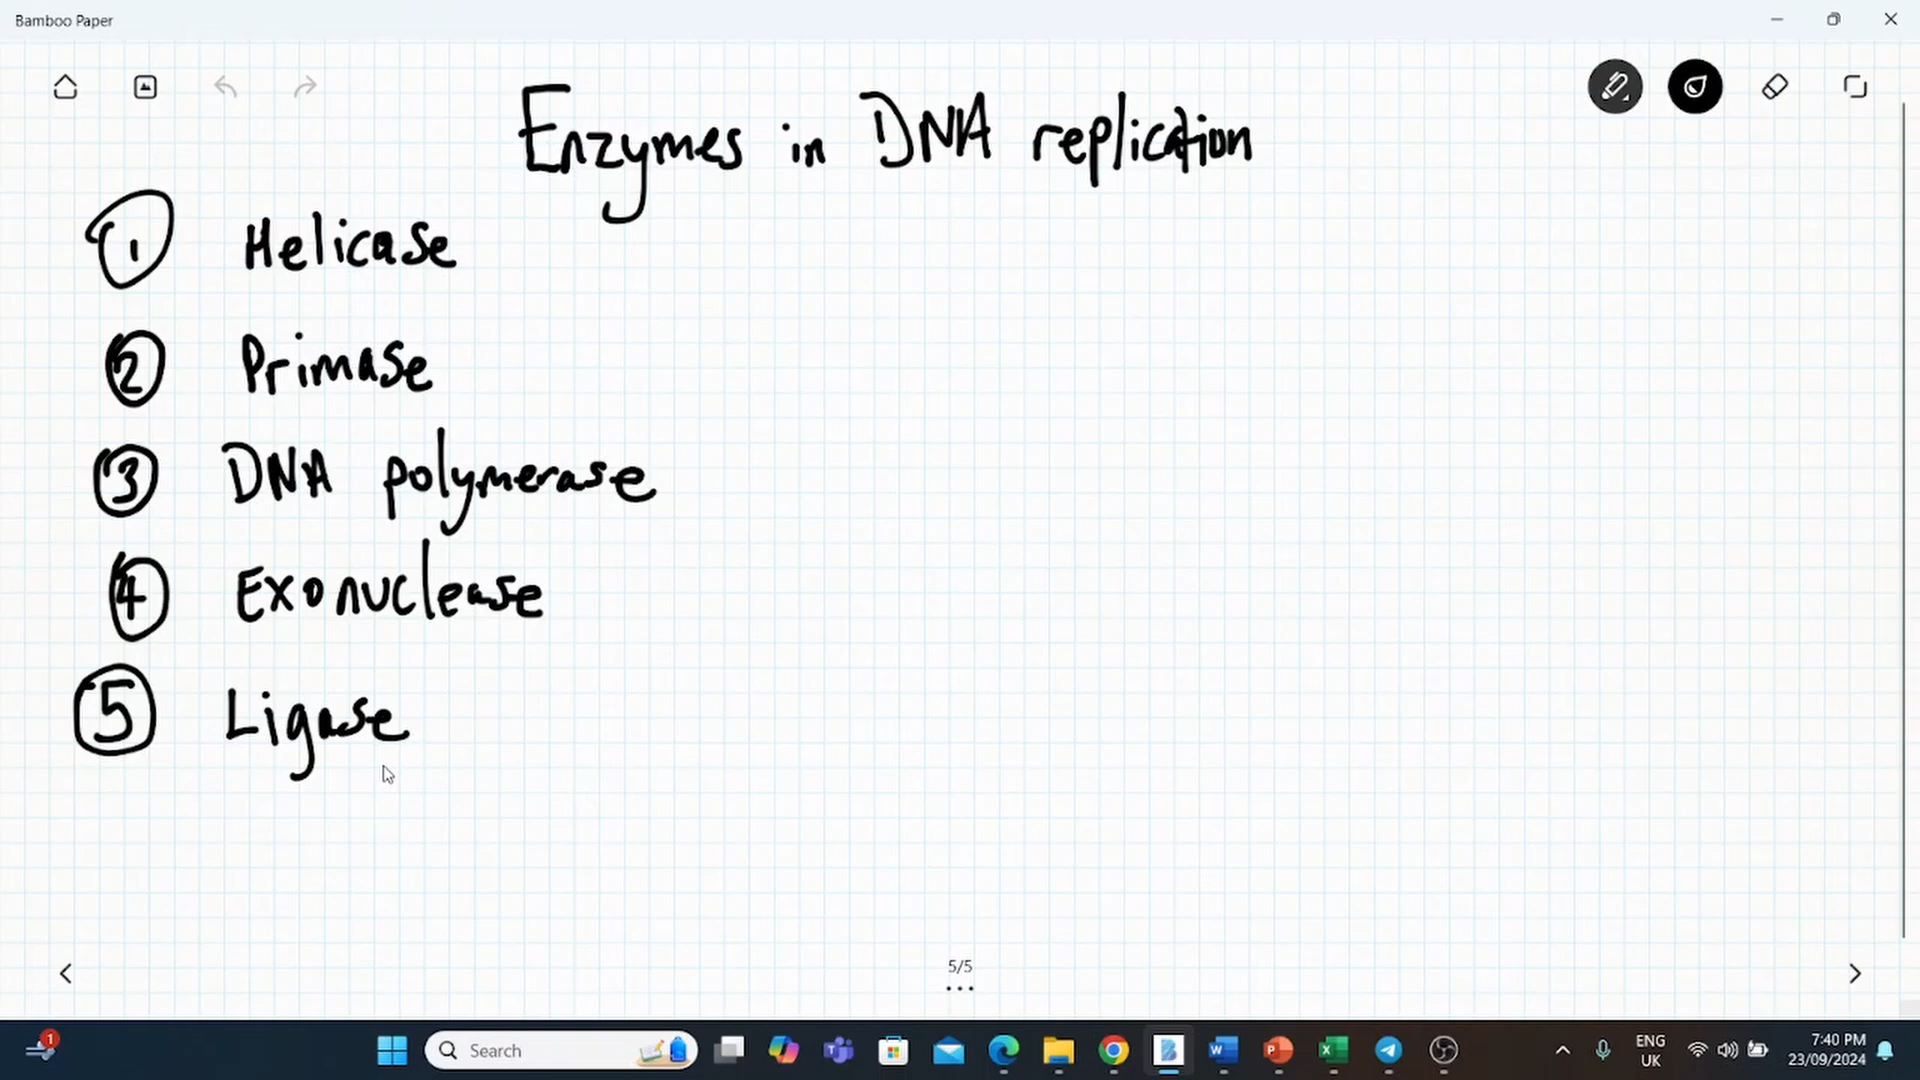 Bamboo Paper
Enzymes in DNA replication
1 Helicase
2 Primase
3 DNA polymerase
4 Exonuclease
5 Ligase
5/5
1
Search
ENG
UK
7:40 PM
23/09/2024